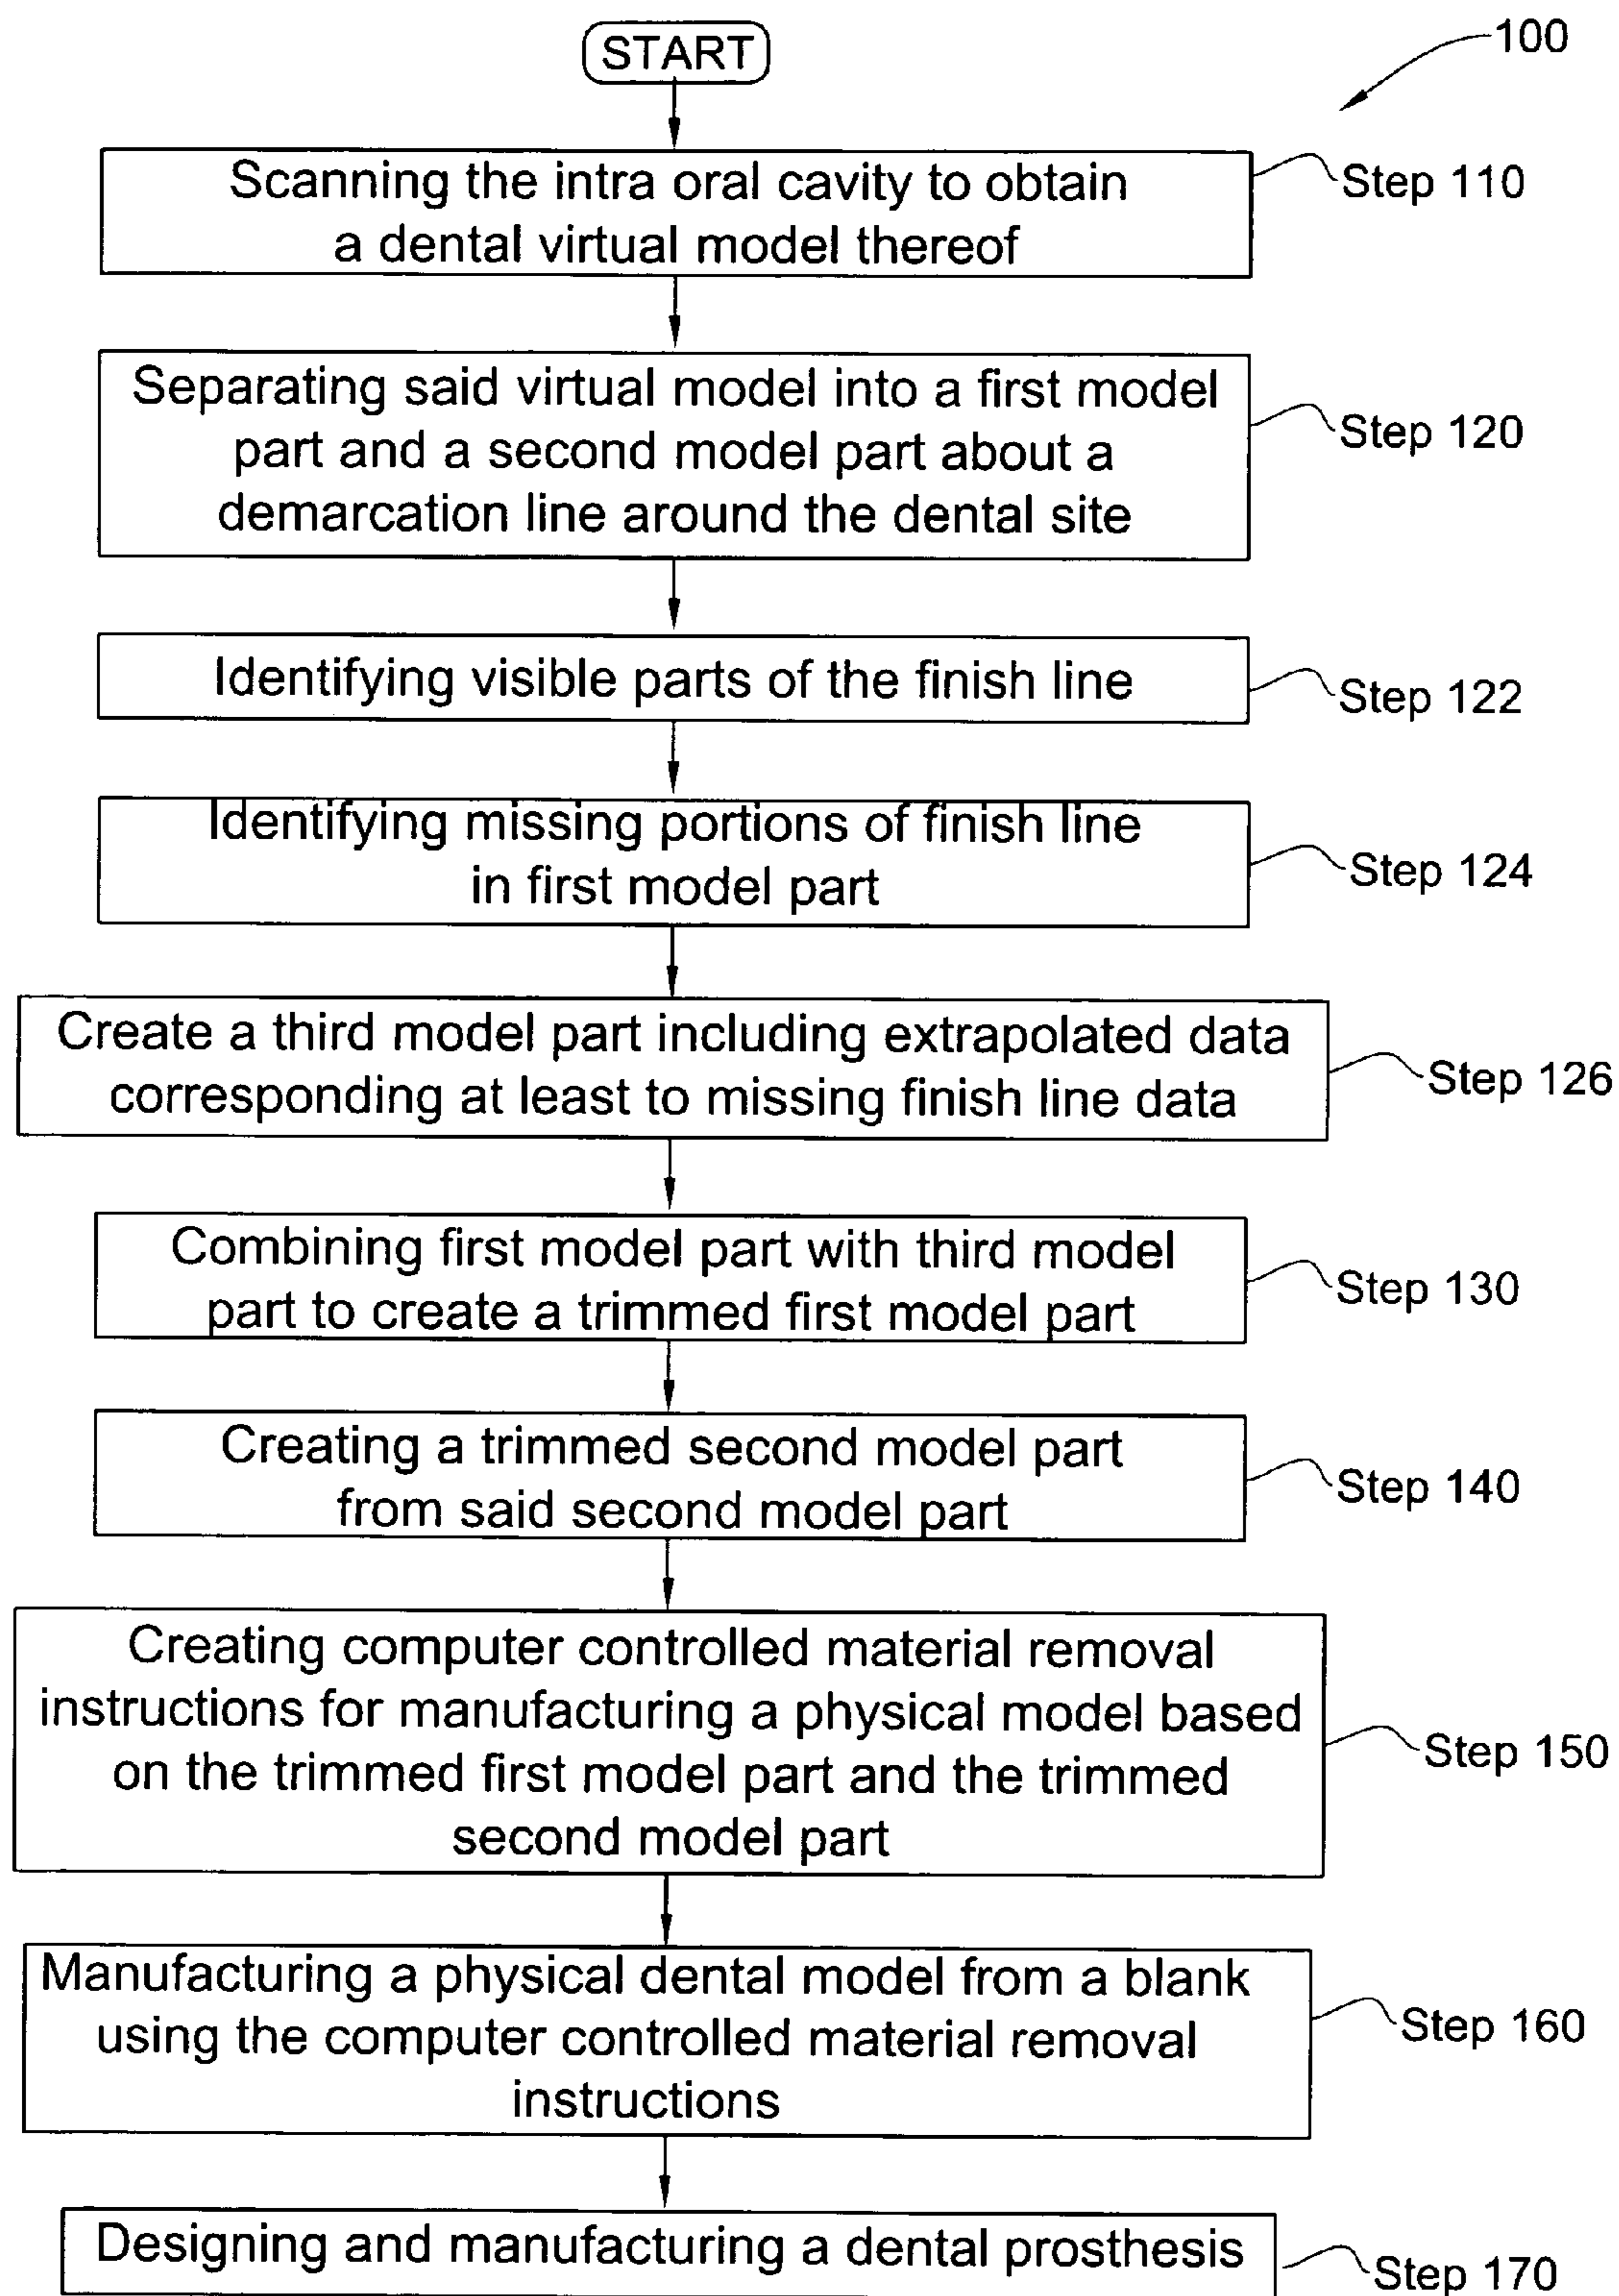 START
100
Scanning the intra oral cavity to obtain
a dental virtual model thereof
Step 110
Separating said virtual model into a first model
part and a second model part about a
demarcation line around the dental site
Step 120
Identifying visible parts of the finish line
Step 122
Identifying missing portions of finish line
in first model part
Step 124
Create a third model part including extrapolated data
corresponding at least to missing finish line data
Step 126
Combining first model part with third model
part to create a trimmed first model part
Step 130
Creating a trimmed second model part
from said second model part
Step 140
Creating computer controlled material removal
instructions for manufacturing a physical model based
on the trimmed first model part and the trimmed
second model part
Step 150
Manufacturing a physical dental model from a blank
using the computer controlled material removal
instructions
Step 160
Designing and manufacturing a dental prosthesis
Step 170